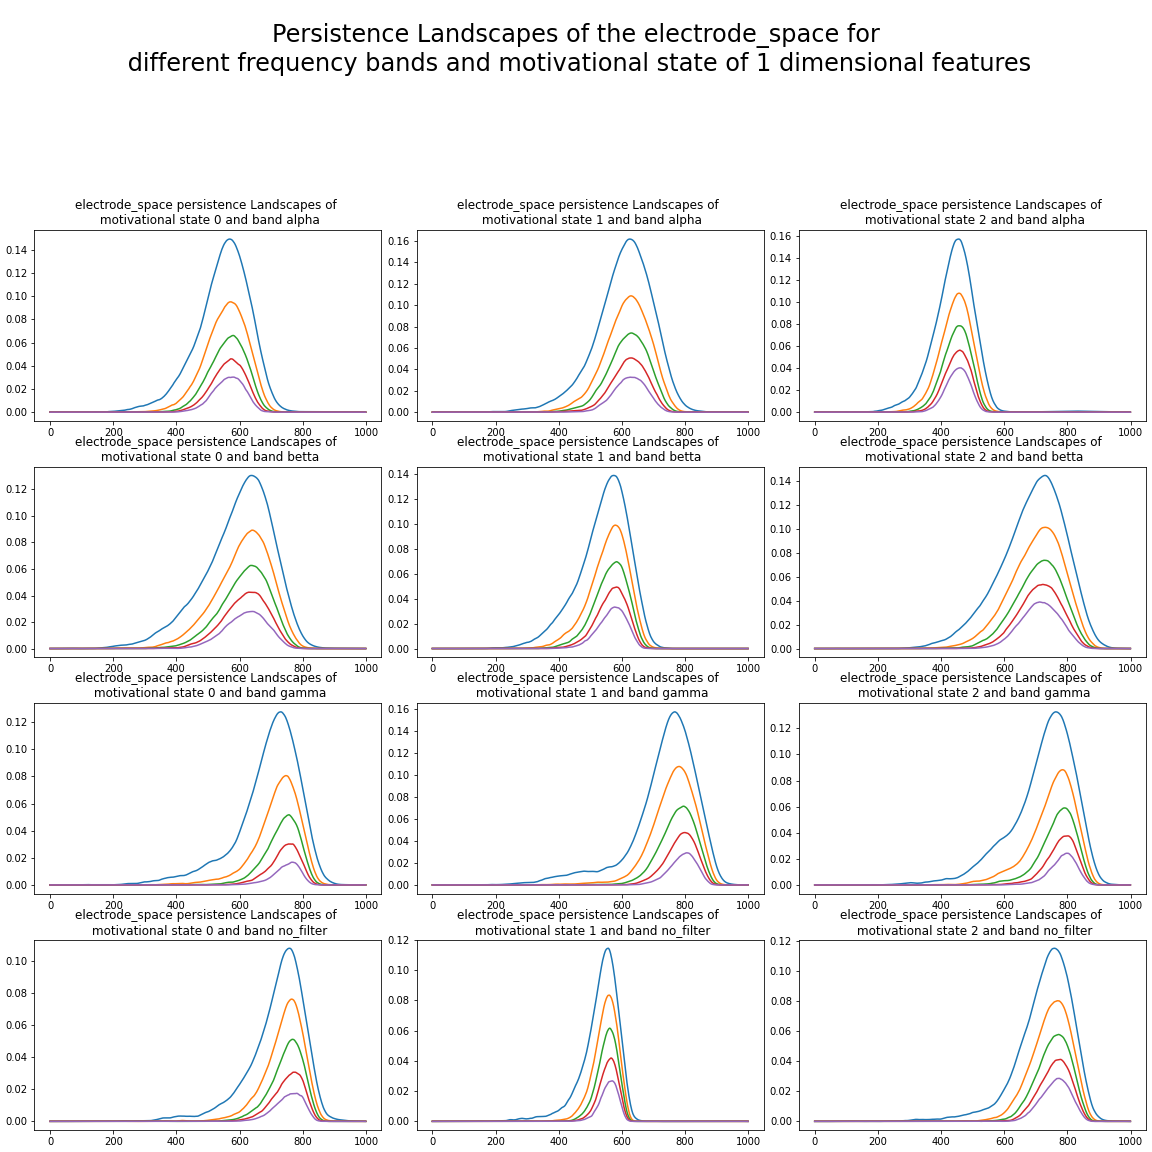 Persistence Landscapes of the electrode_space for
different frequency bands and motivational state of 1 dimensional features
electrode_space persistence Landscapes of
motivational state 0 and band alpha
0.14
0.12
0.10
0.08
0.06
0.04
0.02
0.00
0 200 400 600 800 1000
electrode_space persistence Landscapes of
motivational state 1 and band alpha
0.16
0.14
0.12
0.10
0.08
0.06
0.04
0.02
0.00
0 200 400 600 800 1000
electrode_space persistence Landscapes of
motivational state 2 and band alpha
0.16
0.14
0.12
0.10
0.08
0.06
0.04
0.02
0.00
0 200 400 600 800 1000
electrode_space persistence Landscapes of
motivational state 0 and band betta
0.12
0.10
0.08
0.06
0.04
0.02
0.00
0 200 400 600 800 1000
electrode_space persistence Landscapes of
motivational state 1 and band betta
0.14
0.12
0.10
0.08
0.06
0.04
0.02
0.00
0 200 400 600 800 1000
electrode_space persistence Landscapes of
motivational state 2 and band betta
0.14
0.12
0.10
0.08
0.06
0.04
0.02
0.00
0 200 400 600 800 1000
electrode_space persistence Landscapes of
motivational state 0 and band gamma
0.12
0.10
0.08
0.06
0.04
0.02
0.00
0 200 400 600 800 1000
electrode_space persistence Landscapes of
motivational state 1 and band gamma
0.16
0.14
0.12
0.10
0.08
0.06
0.04
0.02
0.00
0 200 400 600 800 1000
electrode_space persistence Landscapes of
motivational state 2 and band gamma
0.12
0.10
0.08
0.06
0.04
0.02
0.00
0 200 400 600 800 1000
electrode_space persistence Landscapes of
motivational state 0 and band no_filter
0.10
0.08
0.06
0.04
0.02
0.00
0 200 400 600 800 1000
electrode_space persistence Landscapes of
motivational state 1 and band no_filter
0.12
0.10
0.08
0.06
0.04
0.02
0.00
0 200 400 600 800 1000
electrode_space persistence Landscapes of
motivational state 2 and band no_filter
0.12
0.10
0.08
0.06
0.04
0.02
0.00
0 200 400 600 800 1000